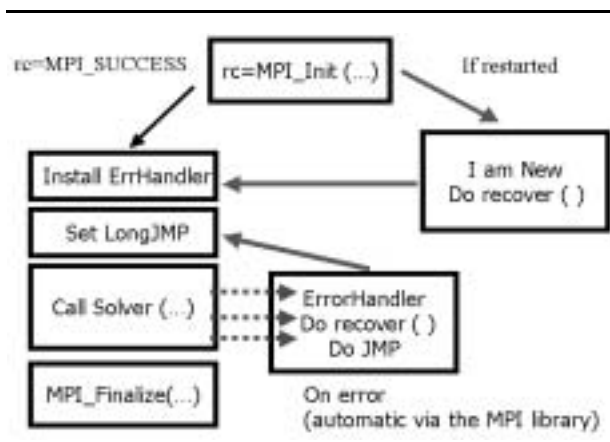 rc=MPI_SUCCESS
rc=MPI_Init (...)
If restarted
Install ErrHandler
I am New
Do recover ( )
Set LongJMP
Call Solver (...)
ErrorHandler
Do recover ( )
Do JMP
MPI_Finalize(...)
On error
(automatic via the MPI library)